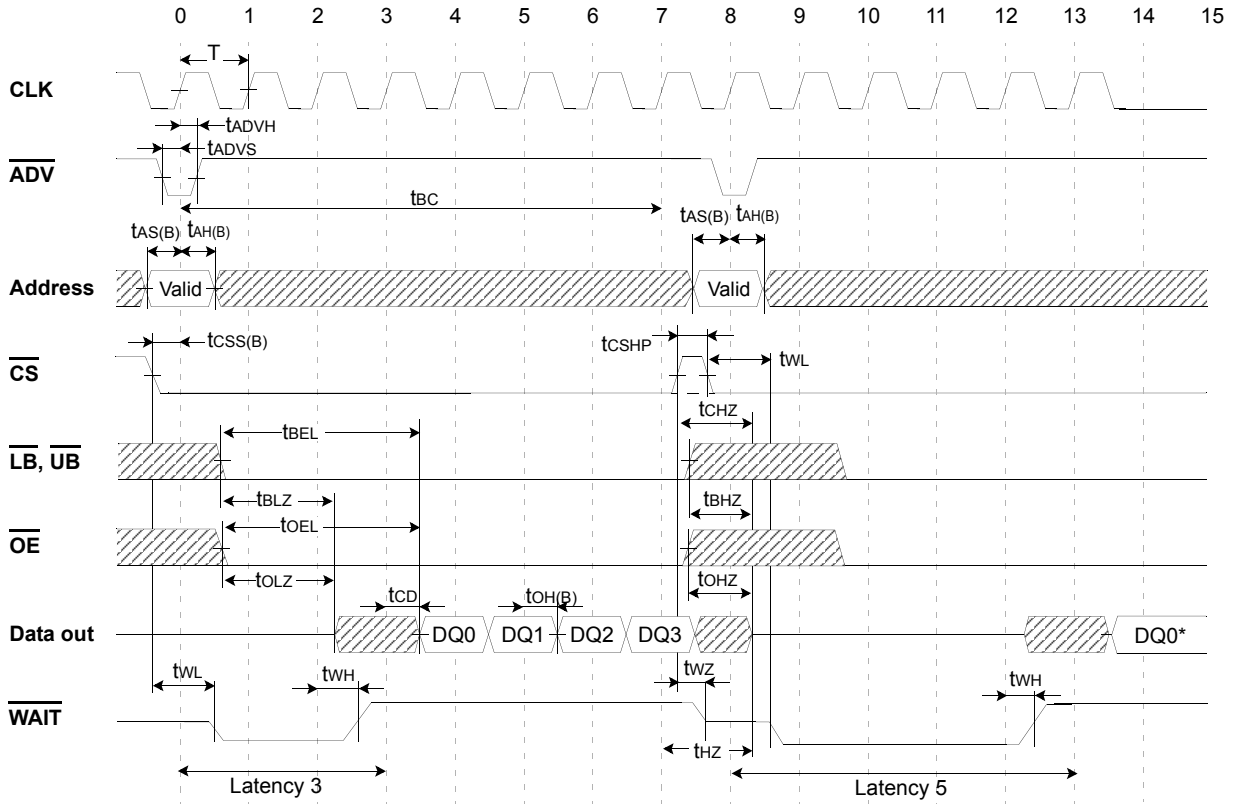 0 1 2 3 4 5 6 7 8 9 10 11 12 13 14 15
T
CLK
tADVH
tADVS
ADV
tBC
tAS(B) tAH(B) tAS(B) tAH(B)
Address Valid Valid
tCSS(B) tCSHP tWL
CS
tCHZ
tBEL
LB, UB
tBLZ tBHZ
tOEL
OE
tOLZ tOHZ
tCD tOH(B)
Data out DQ0 DQ1 DQ2 DQ3 DQ0*
tWL tWH tWZ tWH
WAIT
tHZ
Latency 3 Latency 5